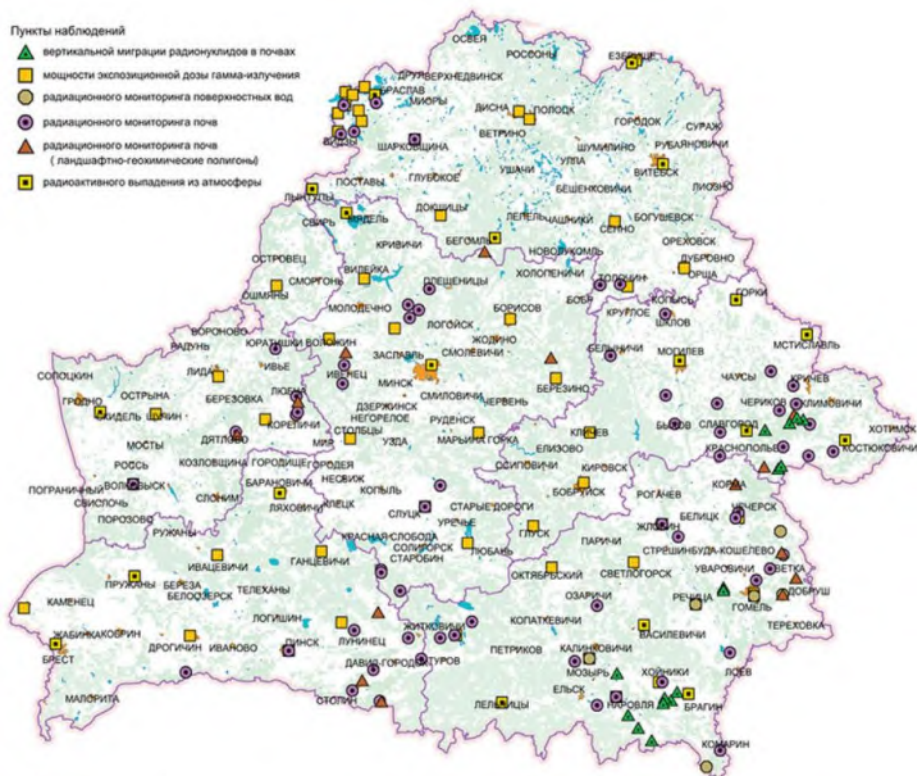 Пункты наблюдений
вертикальной миграции радионуклидов в почвах
мощности экспозиционной дозы гамма-излучения
радиационного мониторинга поверхностных вод
радиационного мониторинга почв
радиационного мониторинга почв
( ландшафтно-геохимические полигоны)
радиоактивного выпадения из атмосферы
ОСВЕЯ
РОССОНЫ
ЕЗЕРИЩЕ
ВЕРХНЕДВИНСК
БРАСЛАВ
МИОРЫ
ДИСНА
ПОЛОЦК
ГОРОДОК
СУРАЖ
ВИДЗЫ
ВЕТРИНО
ШАРКОВЩИНА
ШУМИЛИНО
РУБАЯНОВИЧИ
УЛЛА
ВИТЕБСК
УШАЧИ
ГЛУБОКОЕ
ПОСТАВЫ
БЕШЕНКОВИЧИ
ЛИОЗНО
ЛЫНТУПЫ
ДОКШИЦЫ
ЛЕПЕЛЬ
ЧАШНИКИ
БОГУШЕВСК
СВИРЬ
СЕННО
БЕГОМЛЬ
НОВОЛУКОМЛЬ
ОРЕХОВСК
КРИВИЧИ
ДУБРОВНО
ОСТРОВЕЦ
ХОЛОПЕНИЧИ
ОРША
ВИЛЕЙКА
ТОЛОЧИН
СМОРГОНЬ
ПЛЕЩЕНИЦЫ
ОШМЯНЫ
БОБР
КОПЫСЬ
ГОРКИ
МОЛОДЕЧНО
БОРИСОВ
КРУГЛОЕ
ШКЛОВ
ЛОГОЙСК
ВОРОНОВО
МСТИСЛАВЛЬ
ЮРАТИШКИ
ВОЛОЖИН
ЖОДИНО
РАДУНЬ
ЗАСЛАВЛЬ
СМОЛЕВИЧИ
БЕЛЫНИЧИ
МОГИЛЕВ
ИВЬЕ
ИВЕНЕЦ
СОПОЦКИН
ЛИДА
МИНСК
ЧАУСЫ
КРИЧЕВ
БЕРЕЗИНО
ОСТРЫНА
ГРОДНО
БЕРЕЗОВКА
ЛЮБЧА
СМИЛОВИЧИ
ЧЕРВЕНЬ
ЧЕРИКОВ
КЛИМОВИЧИ
ДЗЕРЖИНСК
СКИДЕЛЬ
ЩУЧИН
НЕГОРЕЛОЕ
РУДЕНСК
ХОТИМСК
КОРЕЛИЧИ
СТОЛБЦЫ
БЫХОВ
СЛАВГОРОД
МИР
УЗДА
МАРЬИНА ГОРКА
КЛИЧЕВ
МОСТЫ
ДЯТЛОВО
КРАСНОПОЛЬЕ
КОСТЮКОВИЧИ
ЕЛИЗОВО
КОЗЛОВЩИНА
ГОРОДИЩЕ
ГОРОДЕЯ
РОССЬ
ОСИПОВИЧИ
КИРОВСК
НЕСВИЖ
БАРАНОВИЧИ
КОРМА
ПОГРАНИЧНЫЙ
ВОЛКОВЫСК
РОГАЧЕВ
БОБРУЙСК
СЛОНИМ
КЛЕЦК
КОПЫЛЬ
СВИСЛОЧЬ
ЛЯХОВИЧИ
СЛУЦК
СТАРЫЕ ДОРОГИ
БЕЛИЦК
ЧЕЧЕРСК
ПОРОЗОВО
УРЕЧЬЕ
ГЛУСК
ЖЛОБИН
РУЖАНЫ
КРАСНАЯ СЛОБОДА
ПАРИЧИ
СОЛИГОРСК
ЛЮБАНЬ
СТРЕШИН
БУДА-КОШЕЛЕВО
ИВАЦЕВИЧИ
ГАНЦЕВИЧИ
СТАРОБИН
ОКТЯБРЬСКИЙ
СВЕТЛОГОРСК
УВАРОВИЧИ
ВЕТКА
ПРУЖАНЫ
БЕРЕЗА
ТЕЛЕХАНЫ
БЕЛООЗЕРСК
КАМЕНЕЦ
ОЗАРИЧИ
РЕЧИЦА
ДОБРУШ
ГОМЕЛЬ
ЛОГИШИН
КОПАТКЕВИЧИ
ЖИТКОВИЧИ
ВАСИЛЕВИЧИ
ТЕРЕХОВКА
ЖАБИНКА
КОБРИН
ДРОГИЧИН
ИВАНОВО
ПИНСК
ЛУНИНЕЦ
БРЕСТ
ПЕТРИКОВ
КАЛИНКОВИЧИ
ДАВИД-ГОРОДОК
ТУРОВ
МОЗЫРЬ
ХОЙНИКИ
ЛОЕВ
МАЛОРИТА
ЕЛЬСК
СТОЛИН
НАРОВЛЯ
БРАГИН
ЛЕЛЬЧИЦЫ
КОМАРИН